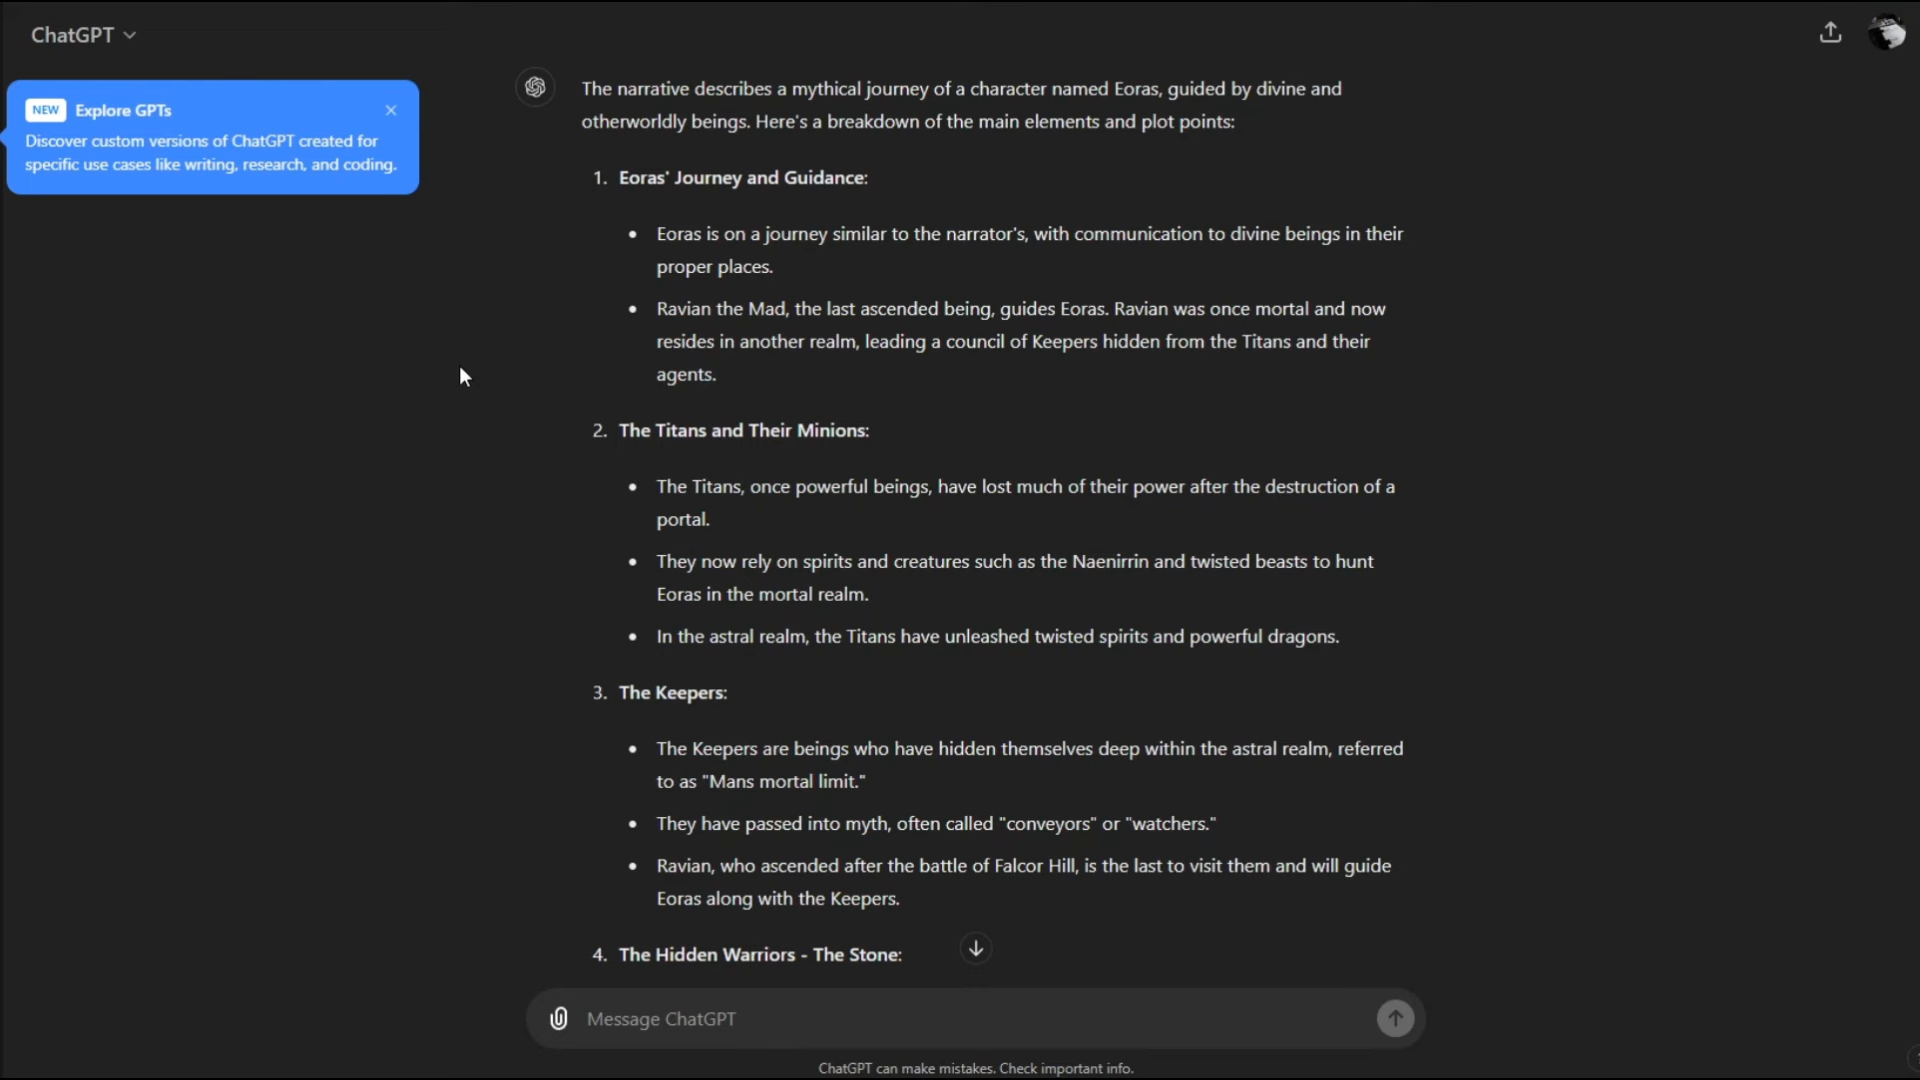 ChatGPT
NEW Explore GPTs
Discover custom versions of ChatGPT created for
specific use cases like writing, research, and coding.
The narrative describes a mythical journey of a character named Eoras, guided by divine and
otherworldly beings. Here's a breakdown of the main elements and plot points:
1. Eoras' Journey and Guidance:
• Eoras is on a journey similar to the narrator's, with communication to divine beings in their
proper places.
• Ravian the Mad, the last ascended being, guides Eoras. Ravian was once mortal and now
resides in another realm, leading a council of Keepers hidden from the Titans and their
agents.
2. The Titans and Their Minions:
• The Titans, once powerful beings, have lost much of their power after the destruction of a
portal.
• They now rely on spirits and creatures such as the Naenirrin and twisted beasts to hunt
Eoras in the mortal realm.
• In the astral realm, the Titans have unleashed twisted spirits and powerful dragons.
3. The Keepers:
• The Keepers are beings who have hidden themselves deep within the astral realm, referred
to as "Mans mortal limit."
• They have passed into myth, often called "conveyors" or "watchers."
• Ravian, who ascended after the battle of Falcor Hill, is the last to visit them and will guide
Eoras along with the Keepers.
4. The Hidden Warriors - The Stone:
Message ChatGPT
ChatGPT can make mistakes. Check important info.